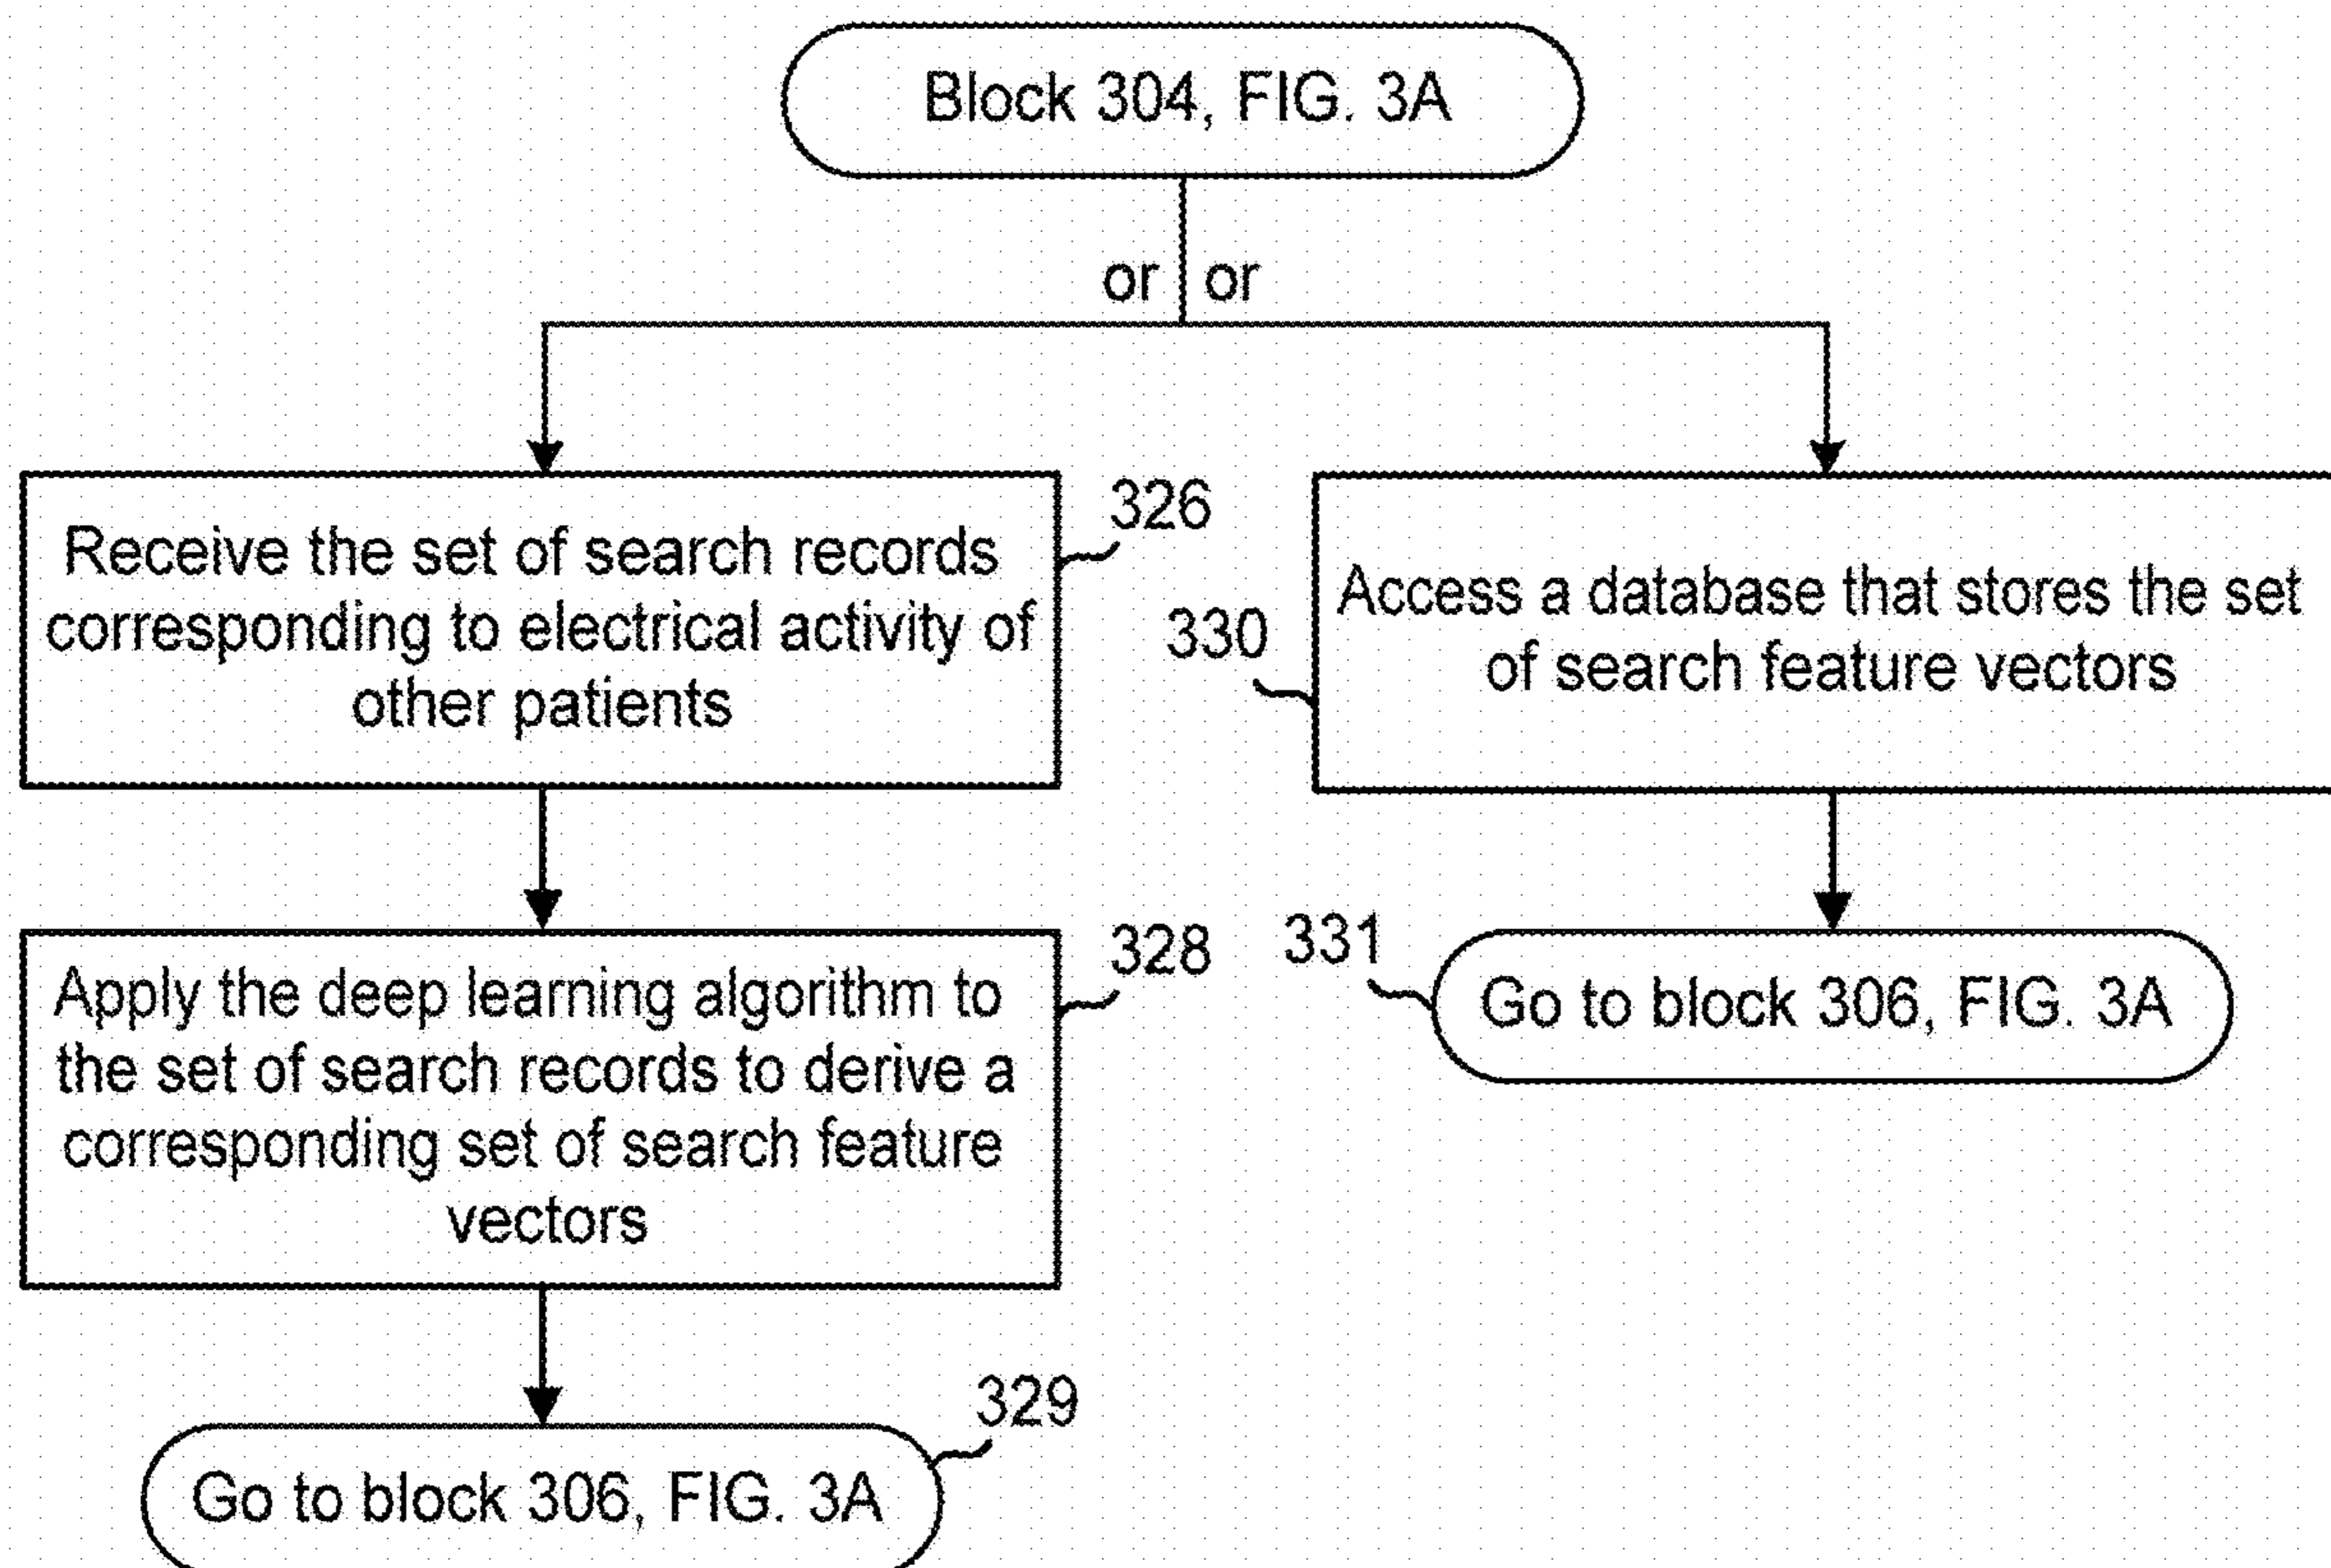 Block 304, FIG. 3A
or or
326
Receive the set of search records
corresponding to electrical activity of
other patients
330
Access a database that stores the set
of search feature vectors
328
Apply the deep learning algorithm to
the set of search records to derive a
corresponding set of search feature
vectors
331
Go to block 306, FIG. 3A
329
Go to block 306, FIG. 3A